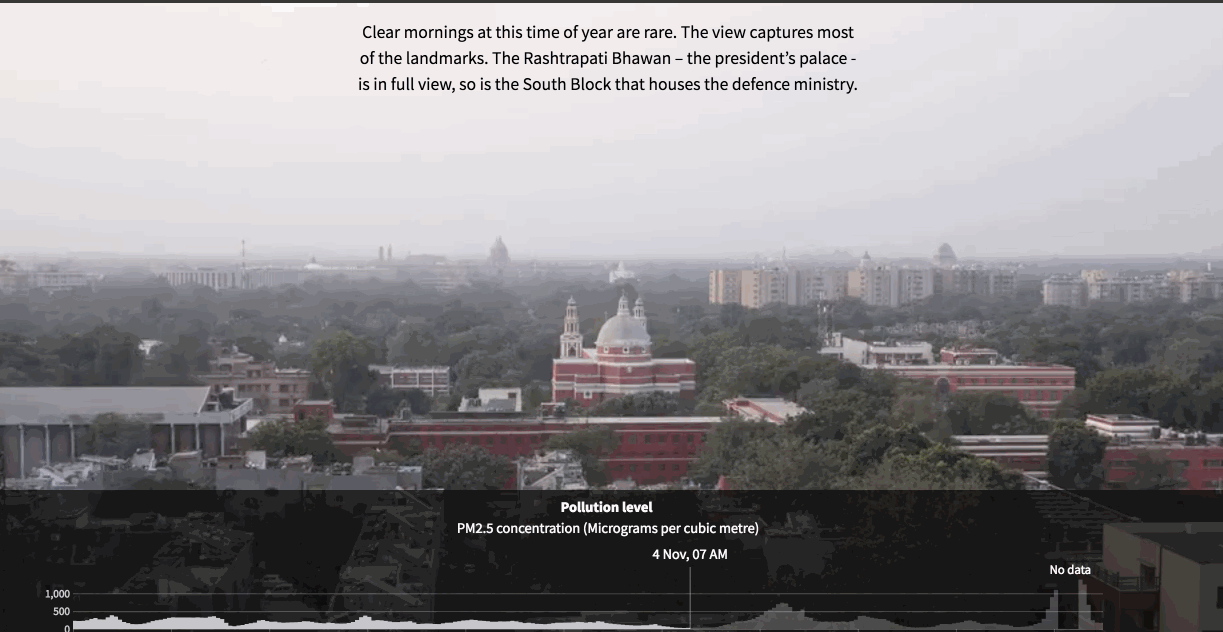 Clear mornings at this time of year are rare. The view captures most
of the landmarks. The Rashtrapati Bhawan – the president’s palace -
is in full view, so is the South Block that houses the defence ministry.
Pollution level
PM2.5 concentration (Micrograms per cubic metre)
4 Nov, 07 AM
No data
1,000
500
0